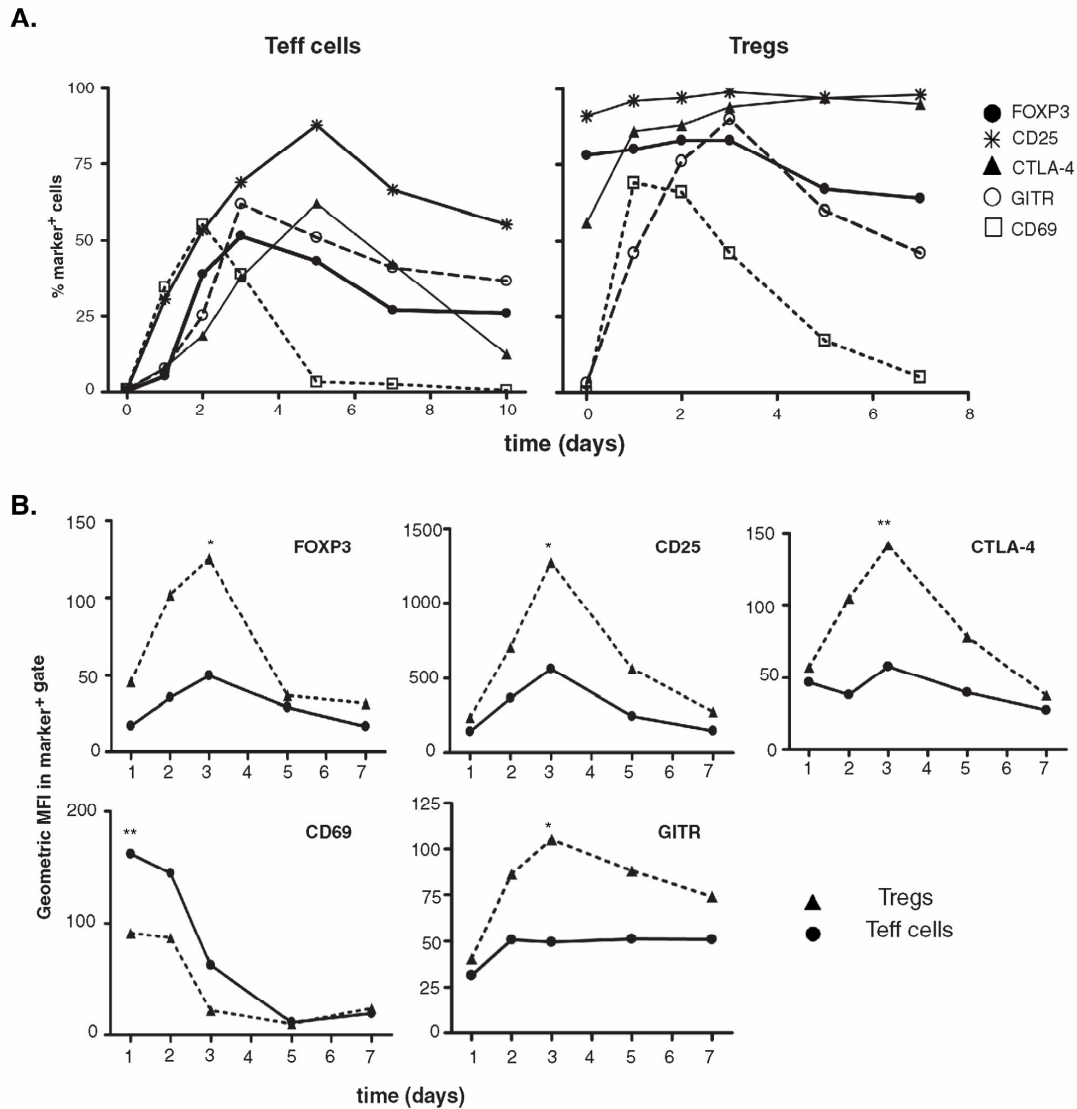 A.
Teff cells
Tregs
100
75
50
25
0
% marker+ cells
0 2 4 6 8 10
0 2 4 6 8
time (days)
FOXP3
CD25
CTLA-4
GITR
CD69
B.
150
100
50
0
*
FOXP3
1 2 3 4 5 6 7
1500
1000
500
0
*
CD25
1 2 3 4 5 6 7
150
100
50
0
**
CTLA-4
1 2 3 4 5 6 7
Geometric MFI in marker+ gate
200
100
0
**
CD69
1 2 3 4 5 6 7
125
100
75
50
25
0
*
GITR
1 2 3 4 5 6 7
Tregs
Teff cells
time (days)